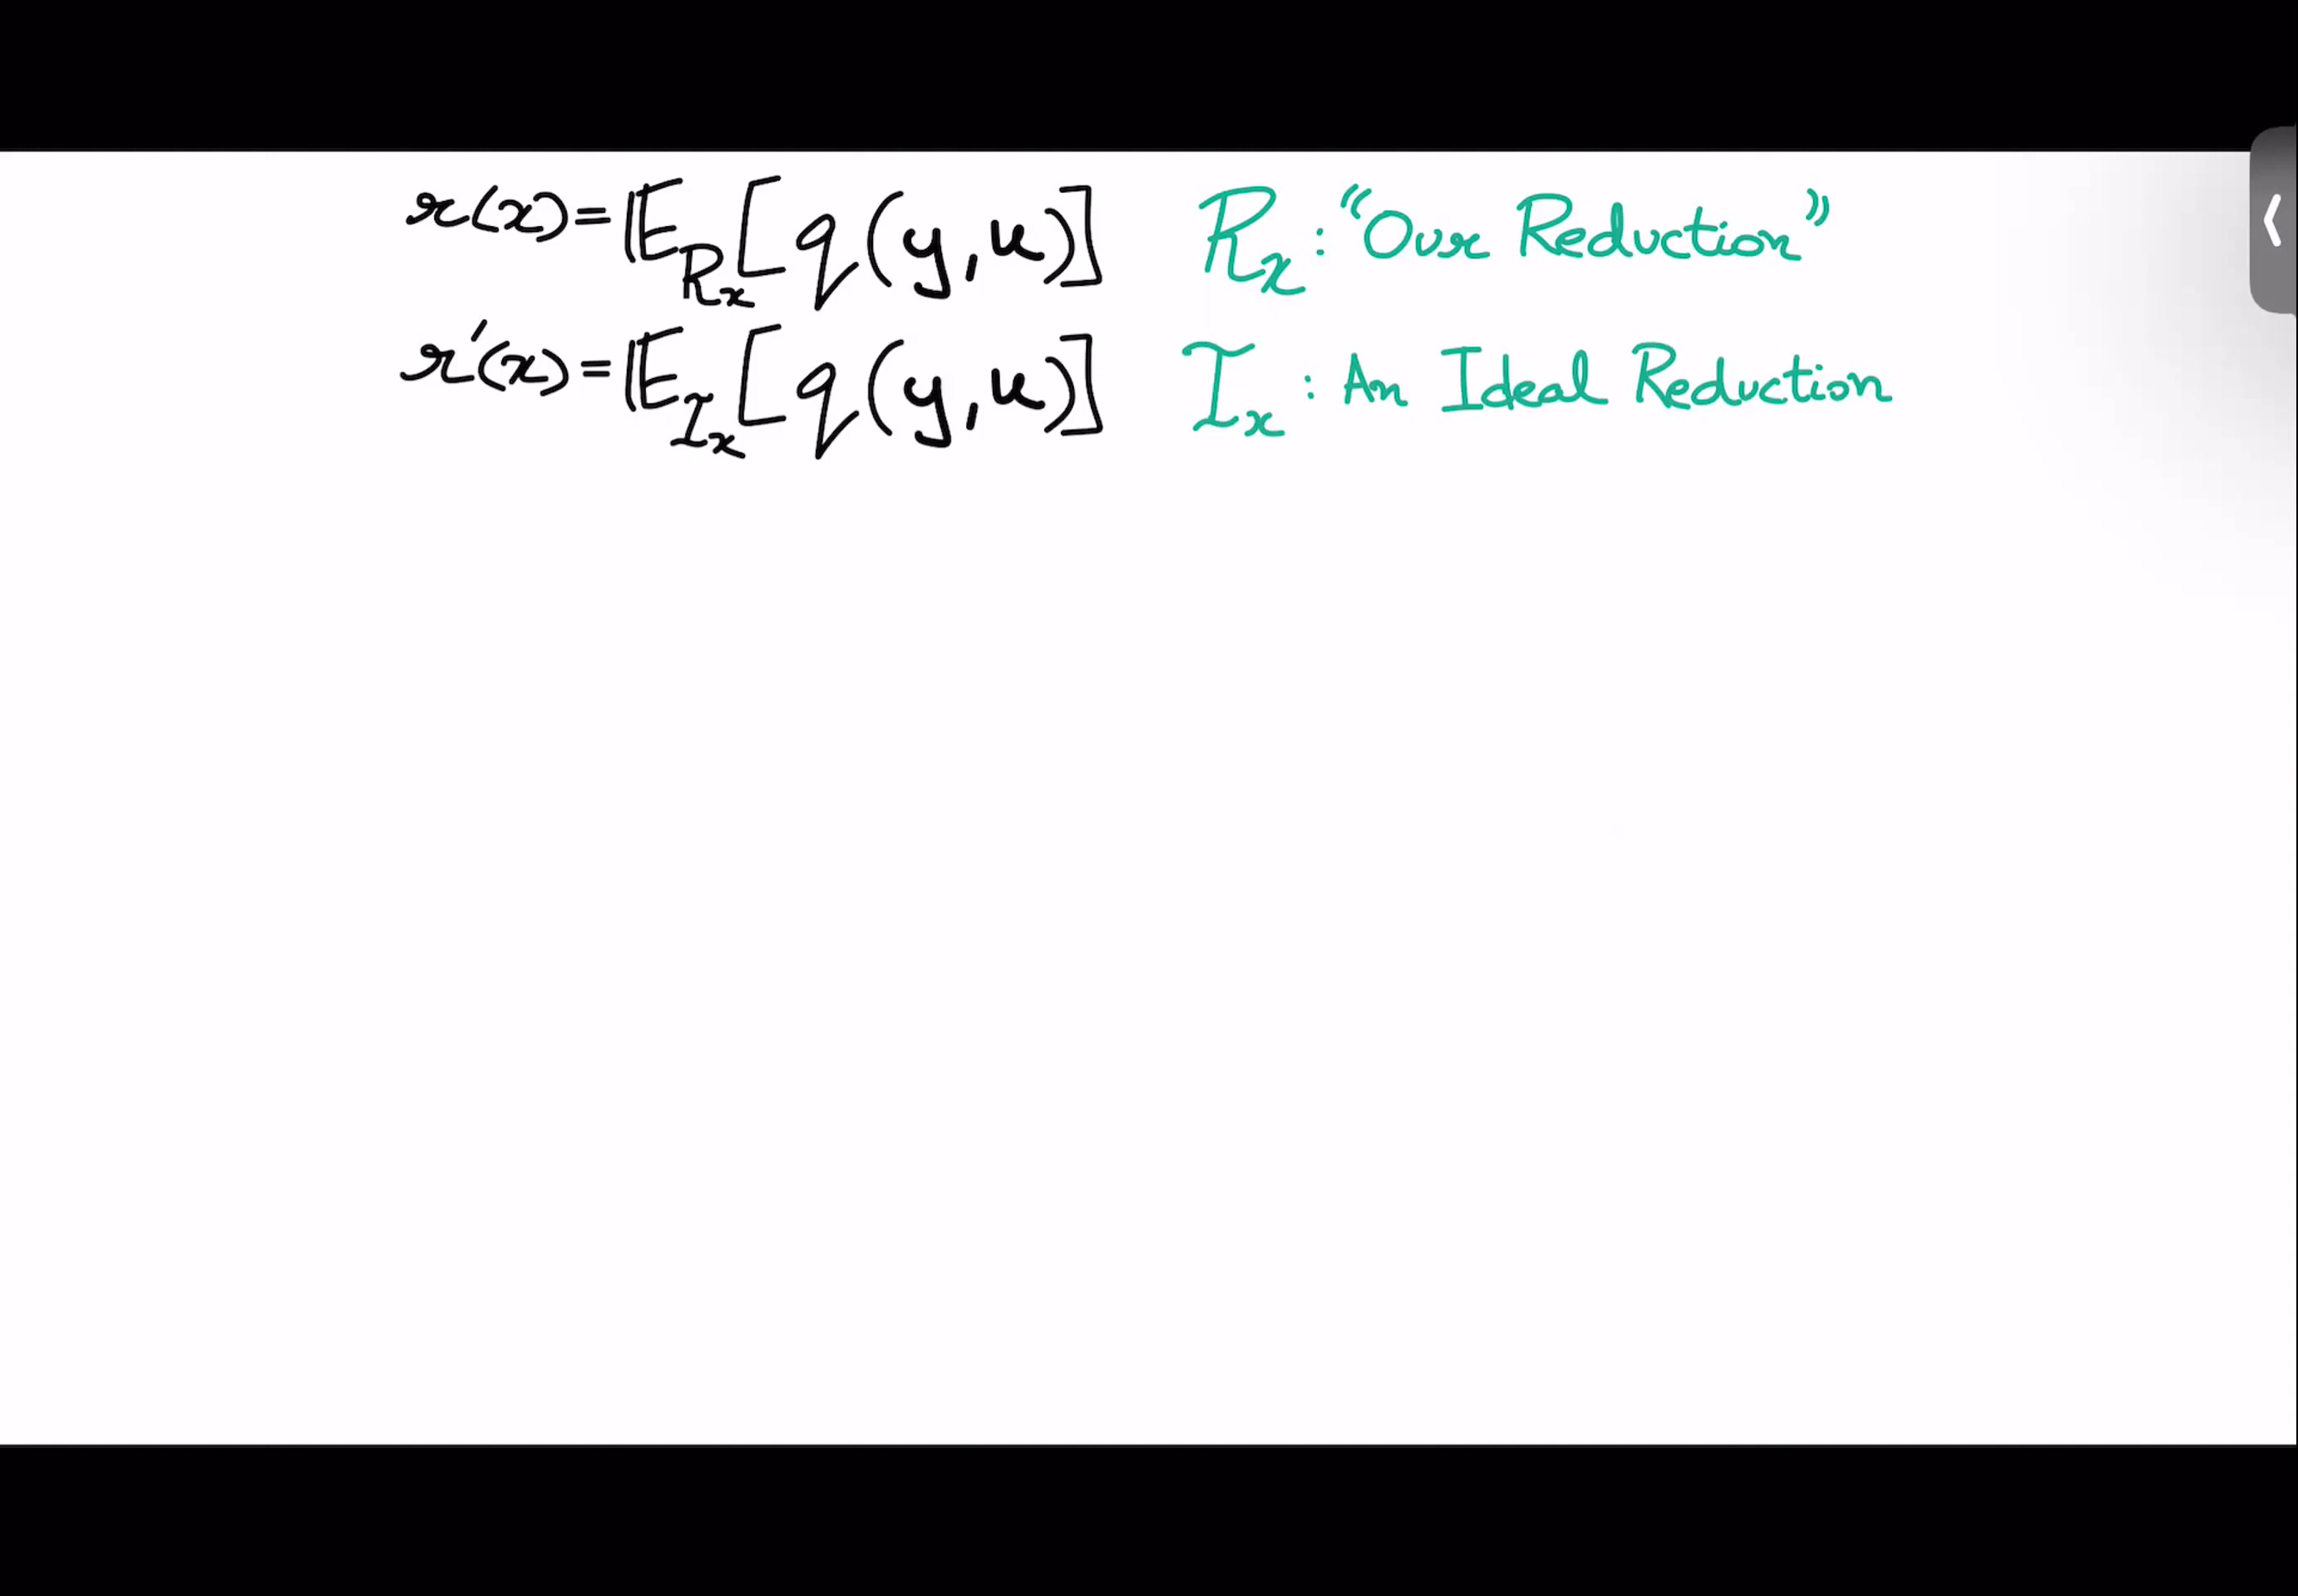 r(x) = 𝔼_{R_x}[q(y,u)] R_x : "Our Reduction"
r'(x) = 𝔼_{I_x}[q(y,u)] I_x : An Ideal Reduction